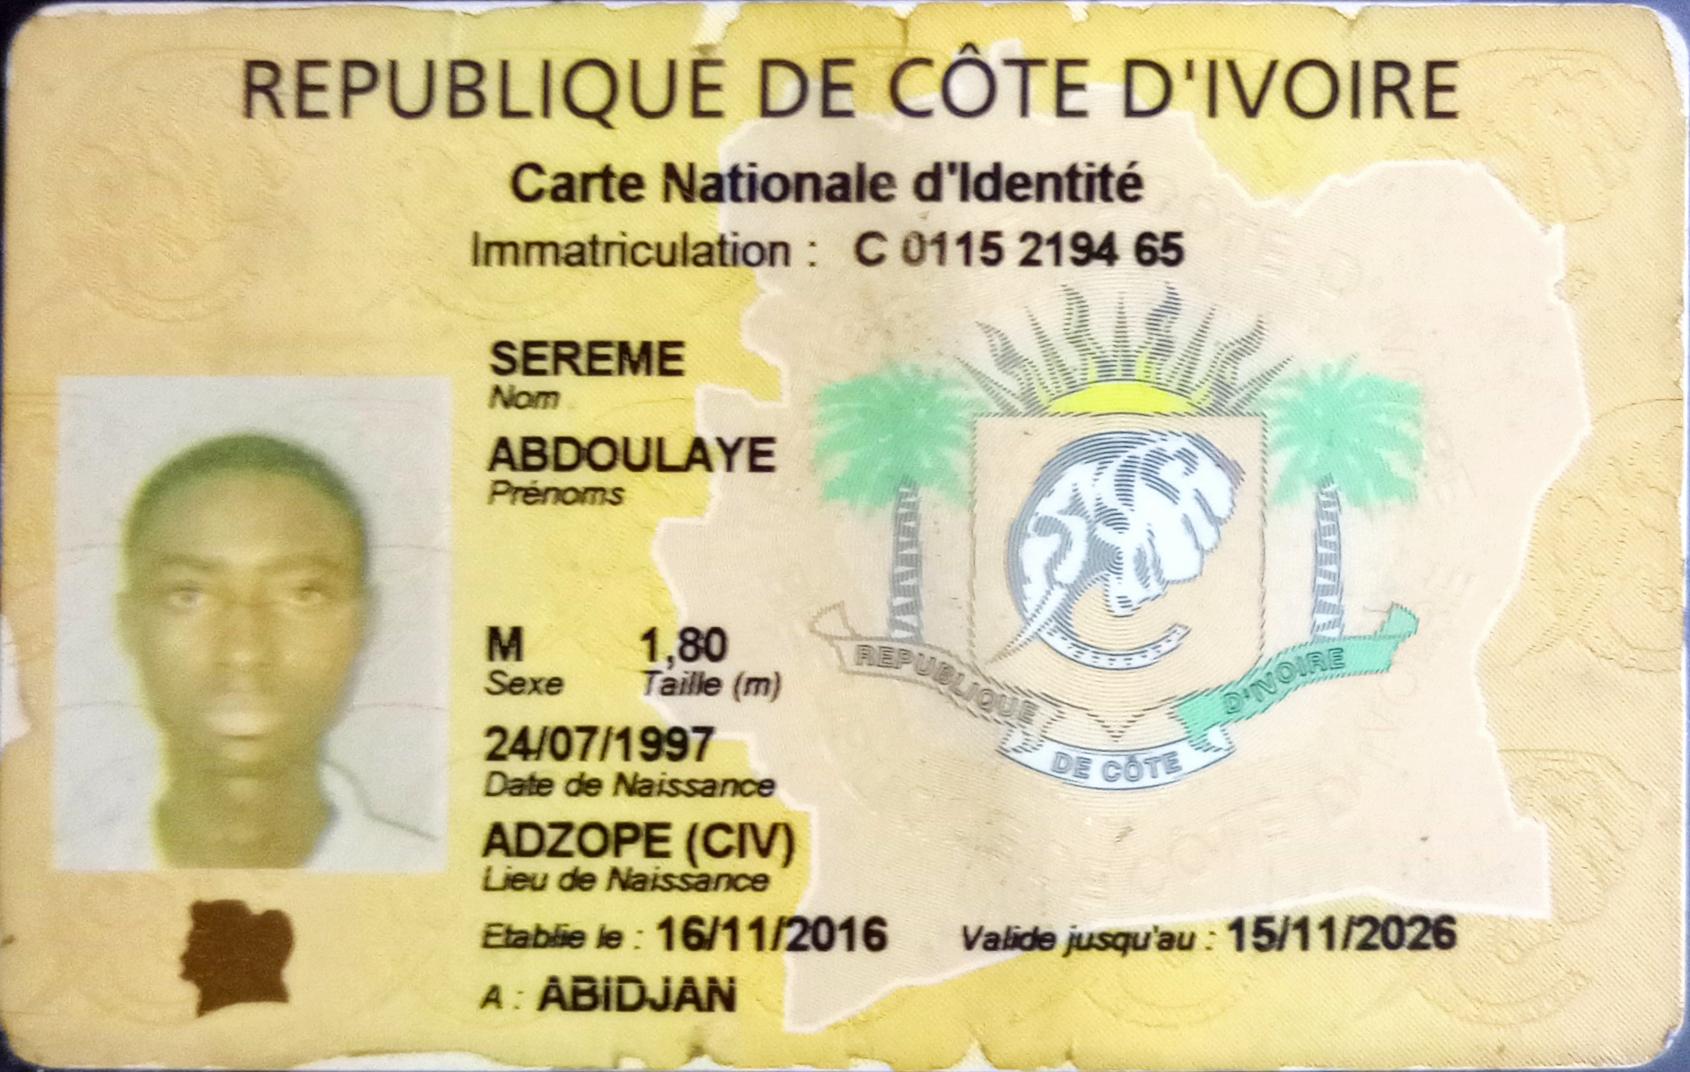 REPUBLIQUE DE CÔTE D'IVOIRE
Carte Nationale d'Identité
Immatriculation : C 0115 2194 65
SEREME
Nom
ABDOULAYE
Prénoms
M 1,80
Sexe Taille (m)
24/07/1997
Date de Naissance
ADZOPE (CIV)
Lieu de Naissance
Etablie le : 16/11/2016 Valide jusqu'au : 15/11/2026
A : ABIDJAN
REPUBLIQUE
DE CÔTE
D'IVOIRE